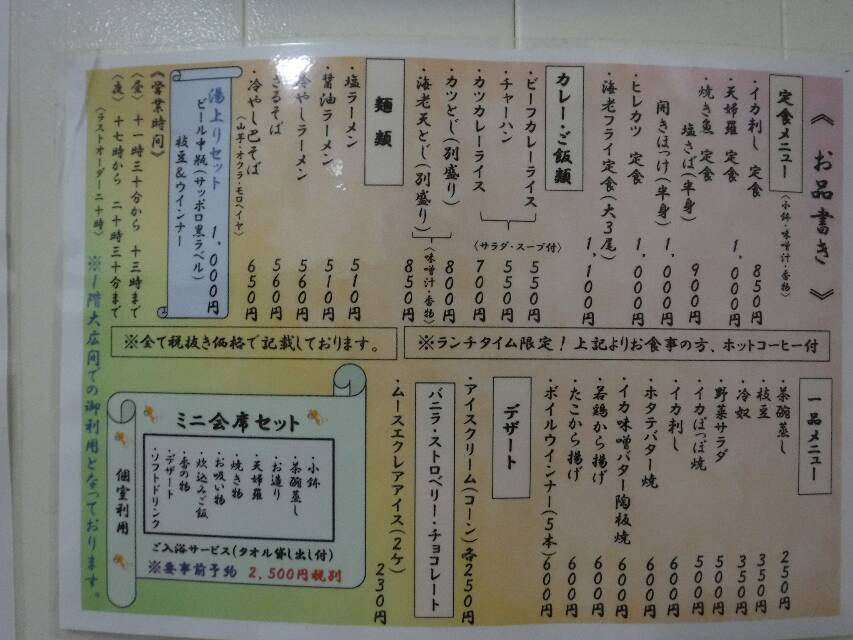 《 お品書き 》
定食メニュー
(小鉢・味噌汁・香物)
・イカ刺し 定食 850円
・天婦羅 定食 1,000円
・焼き魚 定食
塩さば(半身) 900円
開きほっけ(半身) 1,000円
・ヒレカツ 定食 1,000円
・海老フライ定食(大3尾) 1,100円
カレー・ご飯類
・ビーフカレーライス 550円
・チャーハン 550円
・カツカレーライス 700円
(サラダ・スープ付)
・カツとじ(別盛り) 800円
・海老天とじ(別盛り) 850円
(味噌汁・香物)
麺 類
・塩ラーメン 510円
・醤油ラーメン 510円
・冷やしラーメン 560円
・ざるそば 560円
・冷やし巴そば 650円
(山芋・オクラ・モロヘイヤ)
湯上りセット 1,000円
ビール中瓶(サッポロ黒ラベル)
枝豆&ウインナー
《営業時間》
(昼) 十一時三十分から 十三時まで
(夜) 十七時から 二十時三十分まで
(ラストオーダー二十時)
※1階大広間での御利用となっております。
※ランチタイム限定! 上記よりお食事の方、ホットコーヒー付
※全て税抜き価格で記載しております。
一品メニュー
・茶碗蒸し 250円
・枝豆 350円
・冷奴 350円
・野菜サラダ 500円
・イカぽっぽ焼 500円
・イカ刺し 600円
・ホタテバター焼 600円
・イカ味噌バター陶板焼 600円
・若鶏から揚げ 600円
・たこから揚げ 600円
・ボイルウインナー(5本) 600円
デザート
・アイスクリーム(コーン)各250円
バニラ・ストロベリー・チョコレート
・ムースエクレアアイス(2ケ) 230円
ミニ会席セット
・小鉢
・茶碗蒸し
・お造り
・天婦羅
・焼き物
・お吸い物
・炊込みご飯
・香の物
・デザート
・ソフトドリンク
個室利用
ご入浴サービス(タオル貸し出し付)
※要事前予約 2,500円税別